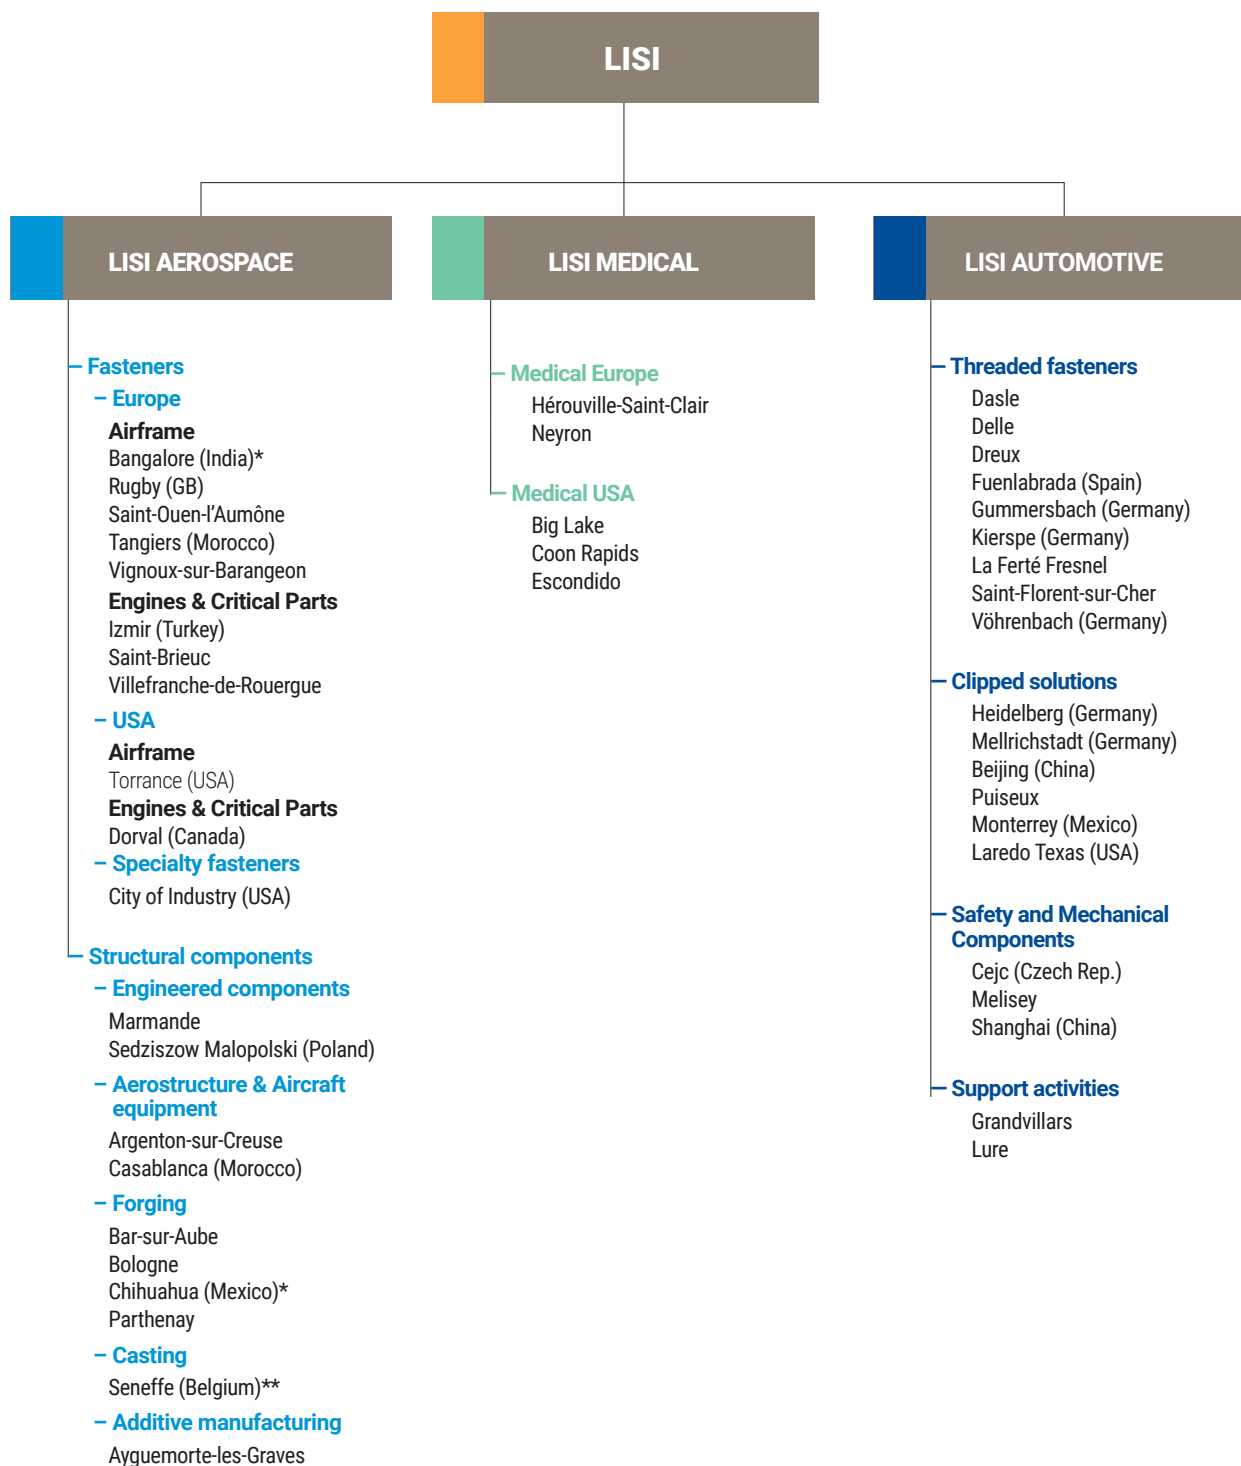 LISI
LISI AEROSPACE
Fasteners
– Europe
Airframe
Bangalore (India)*
Rugby (GB)
Saint-Ouen-l’Aumône
Tangiers (Morocco)
Vignoux-sur-Barangeon
Engines & Critical Parts
Izmir (Turkey)
Saint-Brieuc
Villefranche-de-Rouergue
– USA
Airframe
Torrance (USA)
Engines & Critical Parts
Dorval (Canada)
– Specialty fasteners
City of Industry (USA)
Structural components
– Engineered components
Marmande
Sedziszow Malopolski (Poland)
– Aerostructure & Aircraft
equipment
Argenton-sur-Creuse
Casablanca (Morocco)
– Forging
Bar-sur-Aube
Bologne
Chihuahua (Mexico)*
Parthenay
– Casting
Seneffe (Belgium)**
– Additive manufacturing
Ayguemorte-les-Graves
LISI MEDICAL
Medical Europe
Hérouville-Saint-Clair
Neyron
Medical USA
Big Lake
Coon Rapids
Escondido
LISI AUTOMOTIVE
Threaded fasteners
Dasle
Delle
Dreux
Fuenlabrada (Spain)
Gummersbach (Germany)
Kierspe (Germany)
La Ferté Fresnel
Saint-Florent-sur-Cher
Vöhrenbach (Germany)
Clipped solutions
Heidelberg (Germany)
Mellrichstadt (Germany)
Beijing (China)
Puiseux
Monterrey (Mexico)
Laredo Texas (USA)
Safety and Mechanical
Components
Cejc (Czech Rep.)
Melisey
Shanghai (China)
Support activities
Grandvillars
Lure